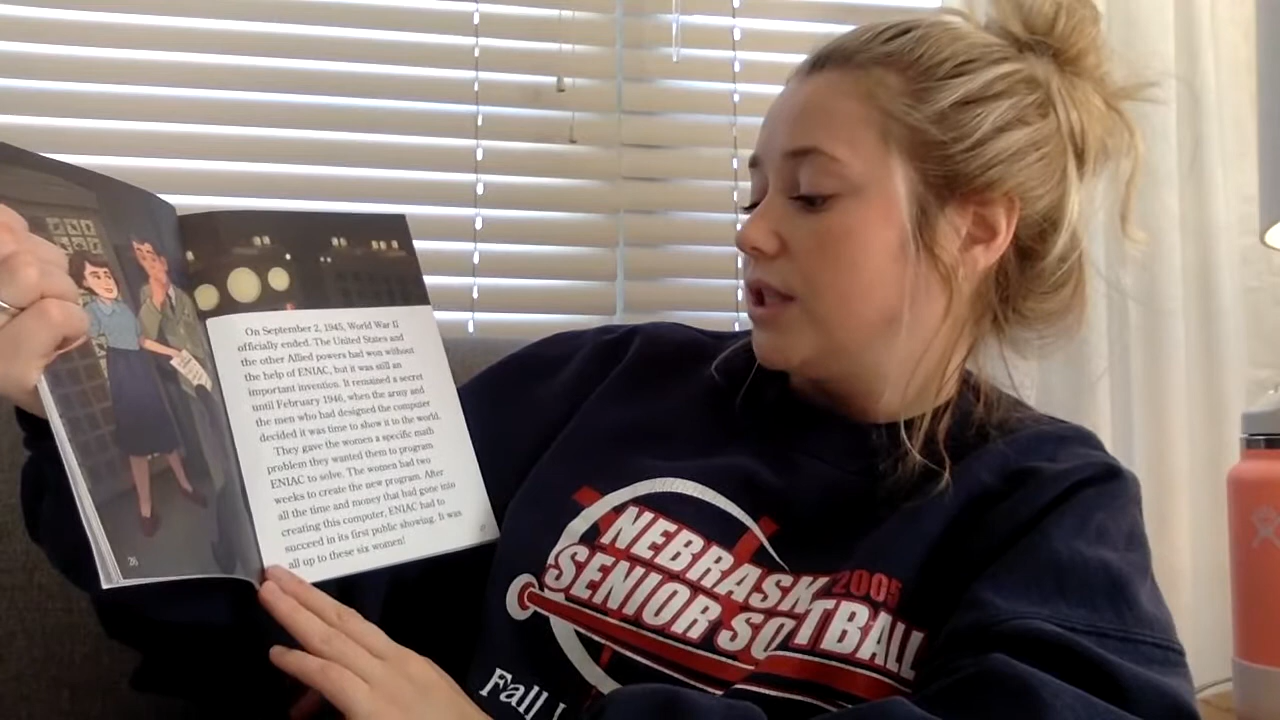 On September 2, 1945, World War II
officially ended. The United States and
the other Allied powers had won without
the help of ENIAC, but it was still an
important invention. It remained a secret
until February 1946, when the army and
the men who had designed the computer
decided it was time to show it to the world.
They gave the women a specific math
problem they wanted them to program
ENIAC to solve. The women had two
weeks to create the new program. After
all the time and money that had gone into
creating this computer, ENIAC had to
succeed in its first public showing. It was
all up to these six women!
26
27
2005
NEBRASK
SENIOR SO TBALL
Fall